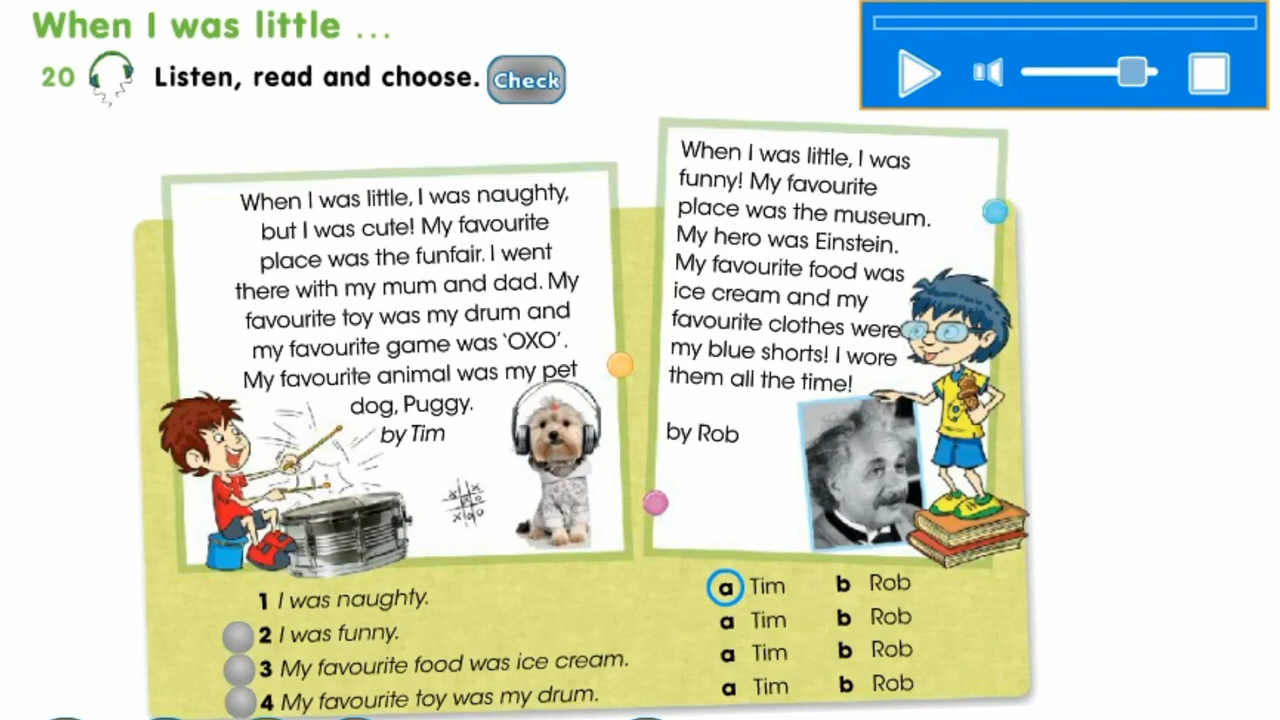 When I was little ...
20 Listen, read and choose. Check
When I was little, I was naughty,
but I was cute! My favourite
place was the funfair. I went
there with my mum and dad. My
favourite toy was my drum and
my favourite game was 'OXO'.
My favourite animal was my pet
dog, Puggy.
by Tim
When I was little, I was
funny! My favourite
place was the museum.
My hero was Einstein.
My favourite food was
ice cream and my
favourite clothes were
my blue shorts! I wore
them all the time!
by Rob
1 I was naughty. a Tim b Rob
2 I was funny. a Tim b Rob
3 My favourite food was ice cream. a Tim b Rob
4 My favourite toy was my drum. a Tim b Rob